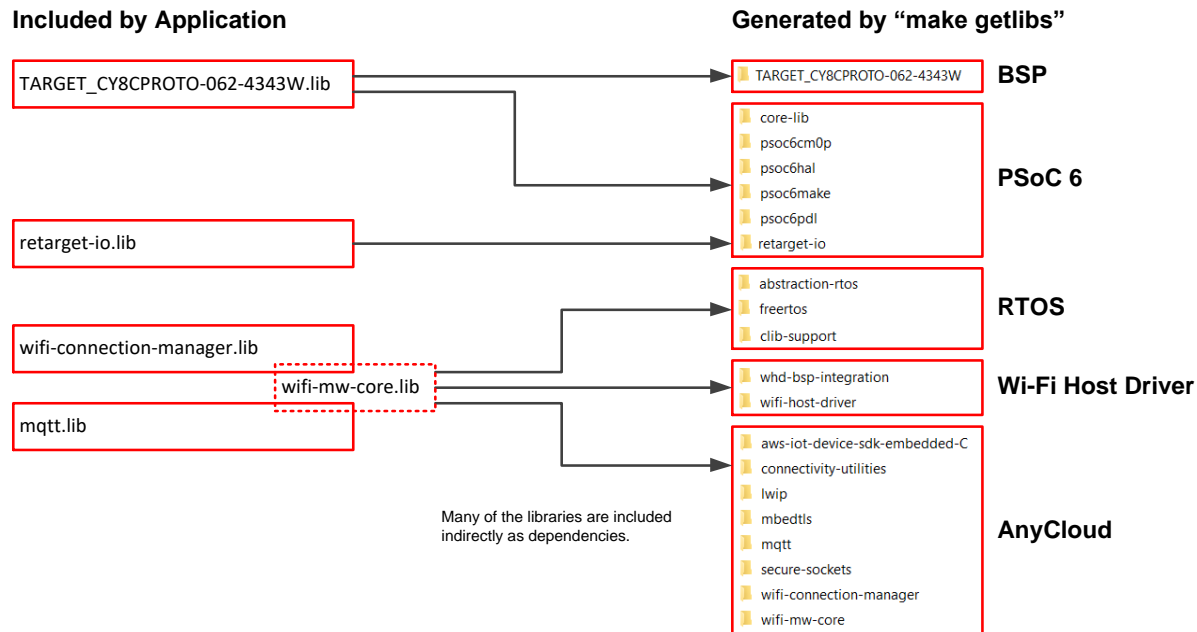 Included by Application
Generated by “make getlibs”
TARGET_CY8CPROTO-062-4343W.lib
TARGET_CY8CPROTO-062-4343W
BSP
core-lib
psoc6cm0p
psoc6hal
psoc6make
psoc6pdl
retarget-io
PSoC 6
retarget-io.lib
abstraction-rtos
freertos
clib-support
RTOS
wifi-connection-manager.lib
wifi-mw-core.lib
mqtt.lib
whd-bsp-integration
wifi-host-driver
Wi-Fi Host Driver
aws-iot-device-sdk-embedded-C
connectivity-utilities
lwip
mbedtls
mqtt
secure-sockets
wifi-connection-manager
wifi-mw-core
AnyCloud
Many of the libraries are included
indirectly as dependencies.